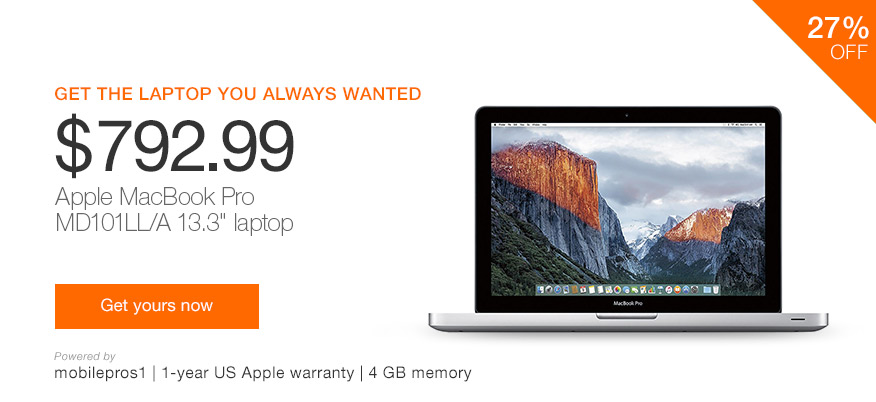 27%
OFF
GET THE LAPTOP YOU ALWAYS WANTED
$792.99
Apple MacBook Pro
MD101LL/A 13.3" laptop
MacBook Pro
Get yours now
Powered by
mobilepros1 | 1-year US Apple warranty | 4 GB memory